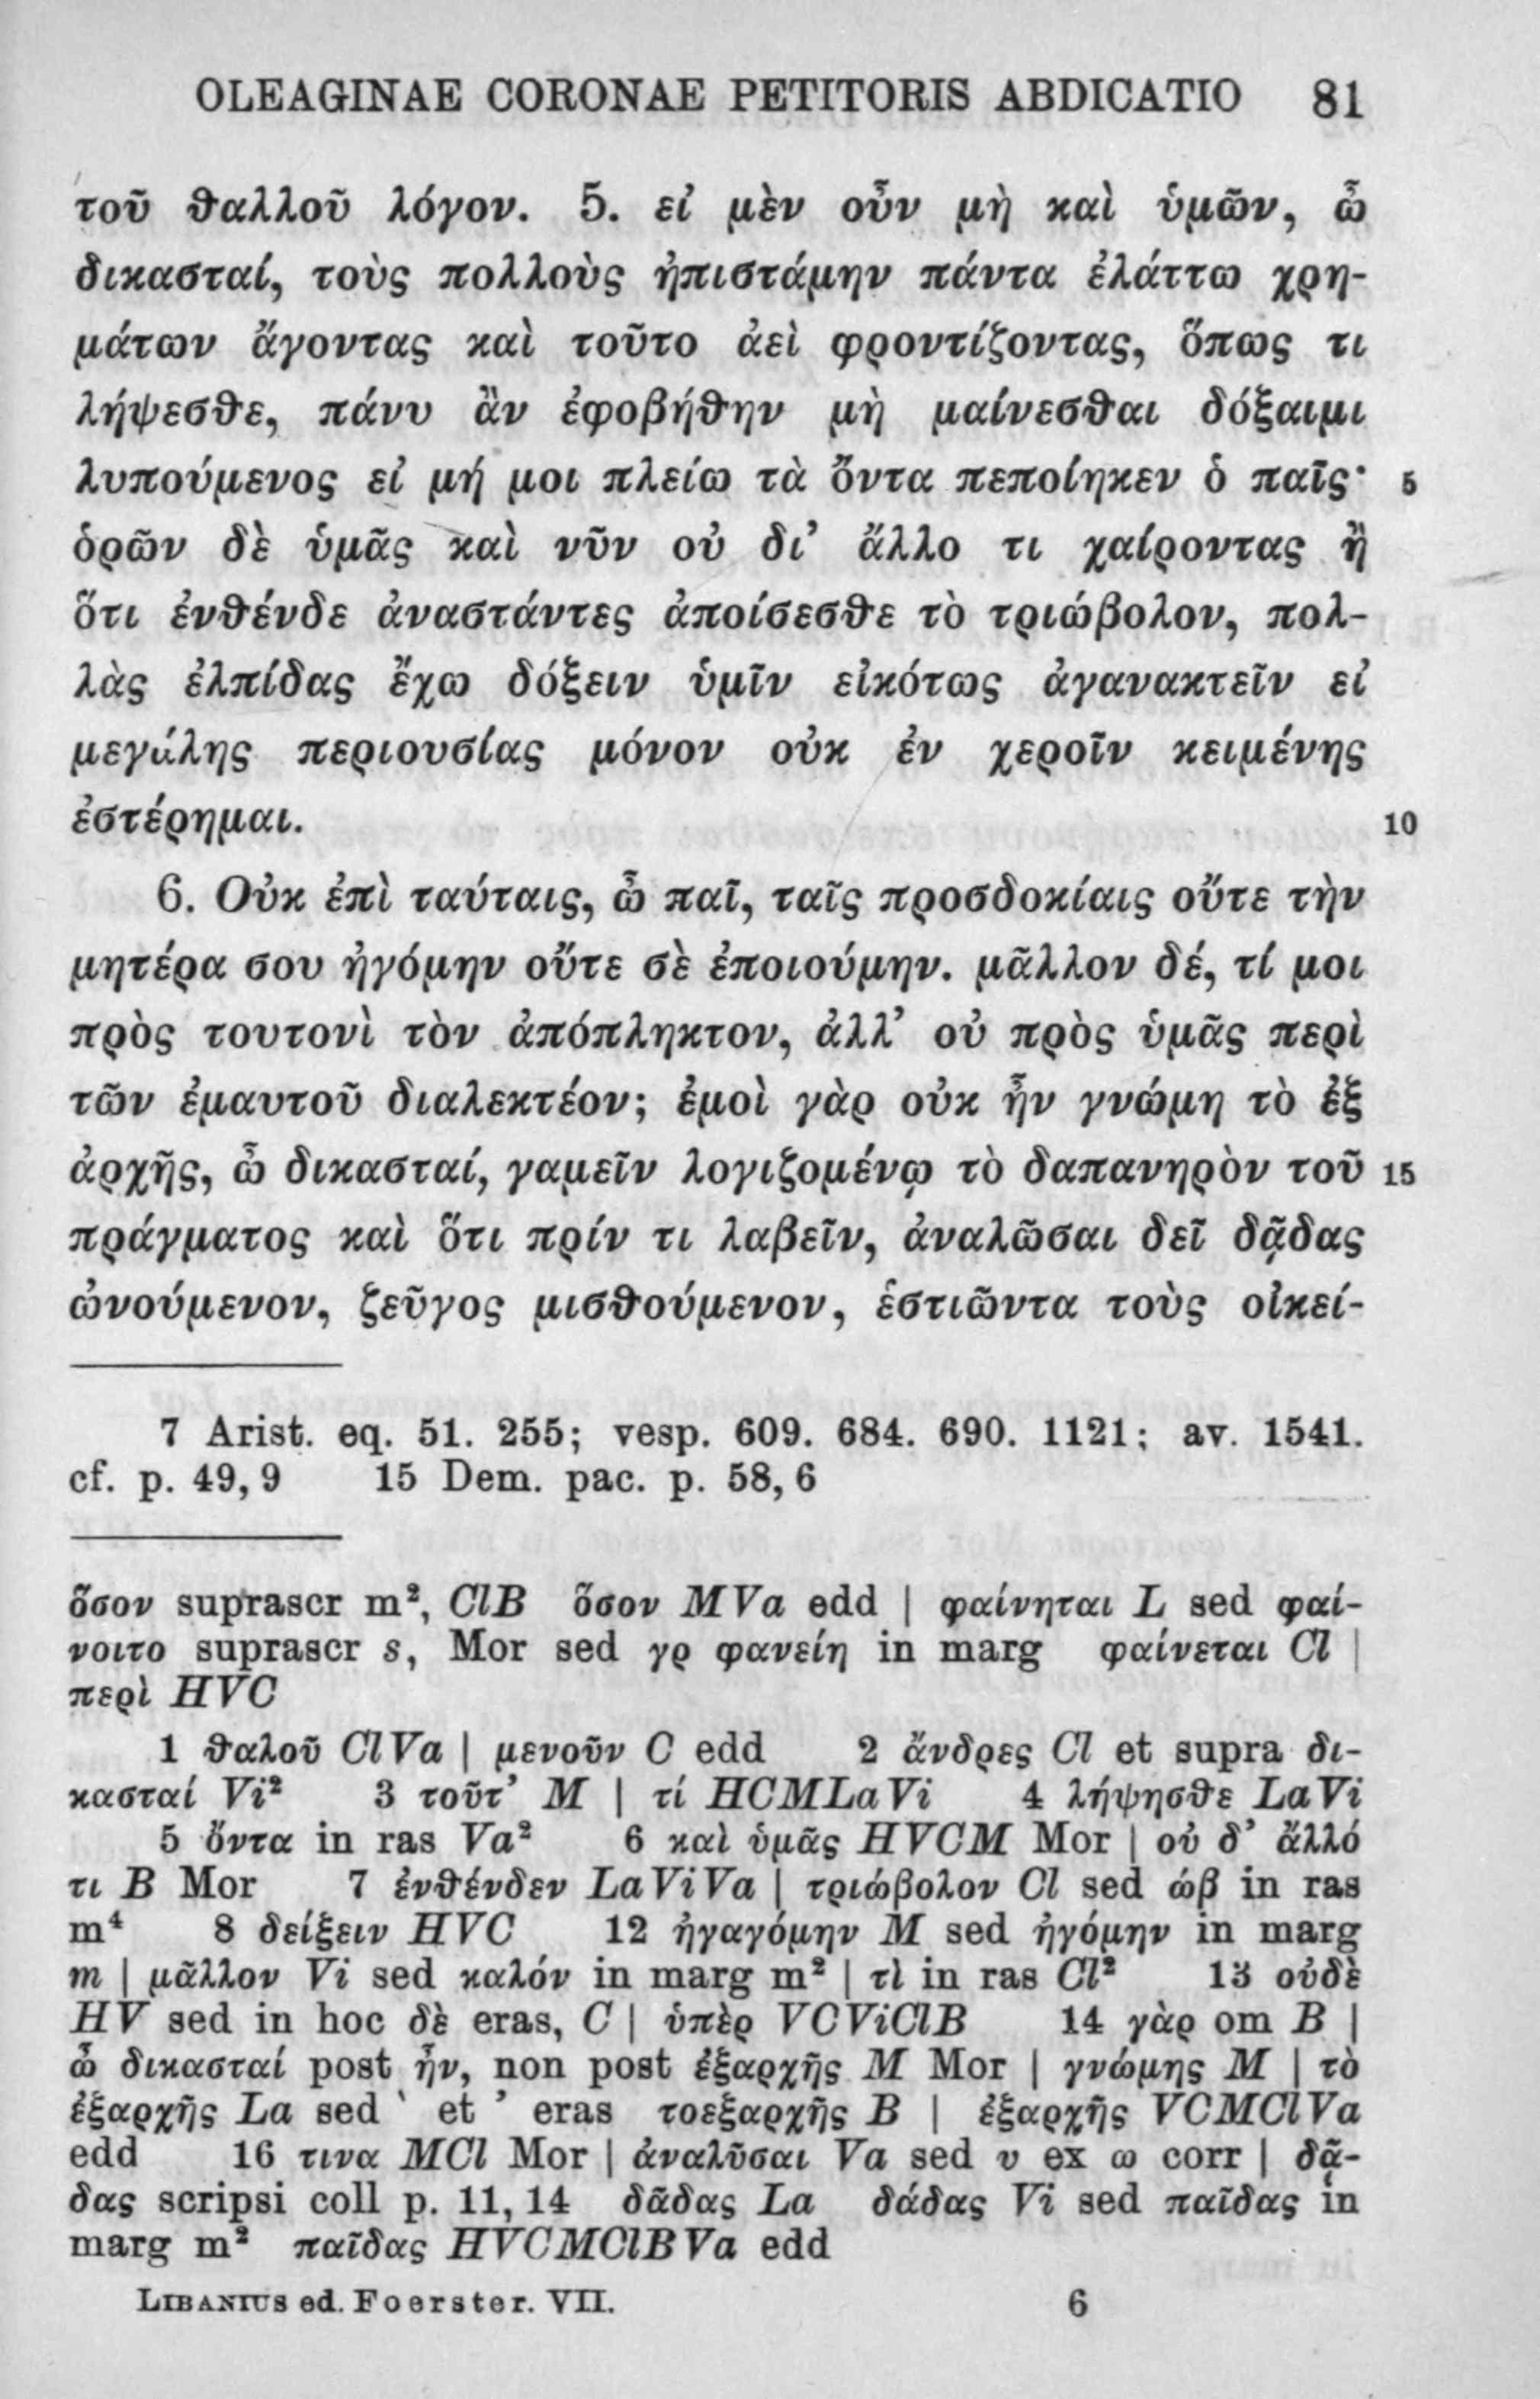 OLEAGINAE CORONAE PETITORIS ABDICATIO 81
τοῦ θαλλοῦ λόγον. 5. εἰ μὲν οὖν μὴ καὶ ὑμῶν, ὦ
δικασταί, τοὺς πολλοὺς ἠπιστάμην πάντα ἐλάττω χρη-
μάτων ἄγοντας καὶ τοῦτο ἀεὶ φροντίζοντας, ὅπως τι
λήψεσθε, πάνυ ἂν ἐφοβήθην μὴ μαίνεσθαι δόξαιμι
λυπούμενος εἰ μή μοι πλείω τὰ ὄντα πεποίηκεν ὁ παῖς· 5
ὁρῶν δὲ ὑμᾶς καὶ νῦν οὐ δι’ ἄλλο τι χαίροντας ἢ
ὅτι ἐνθένδε ἀναστάντες ἀποίσεσθε τὸ τριώβολον, πολ-
λὰς ἐλπίδας ἔχω δόξειν ὑμῖν εἰκότως ἀγανακτεῖν εἰ
μεγάλης περιουσίας μόνον οὐκ ἐν χεροῖν κειμένης
ἐστέρημαι. 10
6. Οὐκ ἐπὶ ταύταις, ὦ παῖ, ταῖς προσδοκίαις οὔτε τὴν
μητέρα σου ἠγόμην οὔτε σὲ ἐποιούμην. μᾶλλον δέ, τί μοι
πρὸς τουτονὶ τὸν ἀπόπληκτον, ἀλλ’ οὐ πρὸς ὑμᾶς περὶ
τῶν ἐμαυτοῦ διαλεκτέον; ἐμοὶ γὰρ οὐκ ἦν γνώμη τὸ ἐξ
ἀρχῆς, ὦ δικασταί, γαμεῖν λογιζομένῳ τὸ δαπανηρὸν τοῦ 15
πράγματος καὶ ὅτι πρίν τι λαβεῖν, ἀναλῶσαι δεῖ δᾷδας
ὠνούμενον, ζεῦγος μισθούμενον, ἑστιῶντα τοὺς οἰκεί-
7 Arist. eq. 51. 255; vesp. 609. 684. 690. 1121; av. 1541.
cf. p. 49, 9 15 Dem. pac. p. 58, 6
ὅσον suprascr m², ClB ὅσον MVa edd | φαίνηται L sed φαί-
νοιτο suprascr s, Mor sed γρ φανείη in marg φαίνεται Cl |
περὶ HVC
1 θαλοῦ ClVa | μενοῦν C edd 2 ἄνδρες Cl et supra δι-
κασταί Vi² 3 τοῦτ’ M | τί HCMLaVi 4 λήψησθε LaVi
5 ὄντα in ras Va² 6 καὶ ὑμᾶς HVCM Mor | οὐ δ’ ἄλλό
τι B Mor 7 ἐνθένδεν LaViVa | τριώβολον Cl sed ώβ in ras
m⁴ 8 δείξειν HVC 12 ἠγαγόμην M sed ἠγόμην in marg
m | μᾶλλον Vi sed καλόν in marg m² | τὶ in ras Cl² 13 οὐδὲ
HV sed in hoc δὲ eras, C | ὑπὲρ VCViClB 14 γὰρ om B |
ὦ δικασταί post ἦν, non post ἐξαρχῆς M Mor | γνώμης M | τὸ
ἐξαρχῆς La sed ‵ et ’ eras τοεξαρχῆς B | ἐξαρχῆς VCMClVa
edd 16 τινα MCl Mor | ἀναλῦσαι Va sed υ ex ω corr | δᾷ-
δας scripsi coll p. 11, 14 δᾶδας La δάδας Vi sed παῖδας in
marg m² παῖδας HVCMClBVa edd
LIBANIUS ed. Foerster. VII. 6